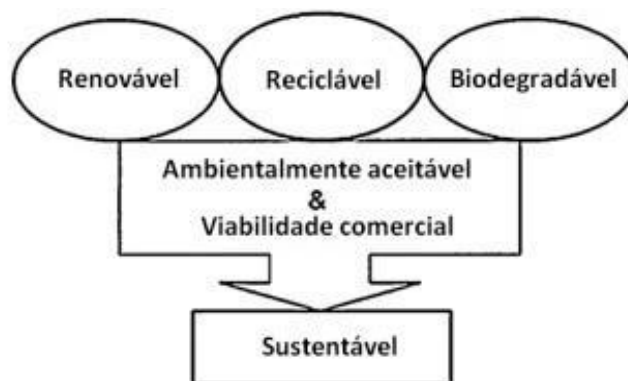 Renovável
Reciclável
Biodegradável
Ambientalmente aceitável
&
Viabilidade comercial
Sustentável